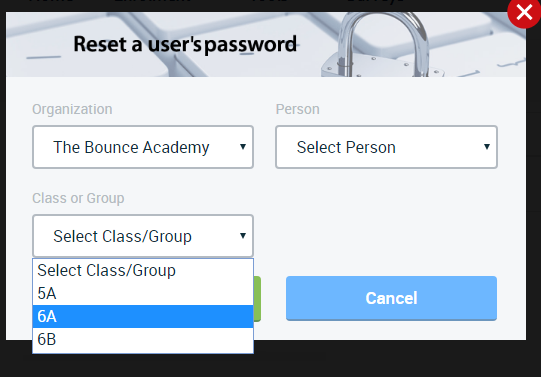 Reset a user's password
Organization
Person
The Bounce Academy
Select Person
Class or Group
Select Class/Group
Select Class/Group
5A
6A
6B
Cancel